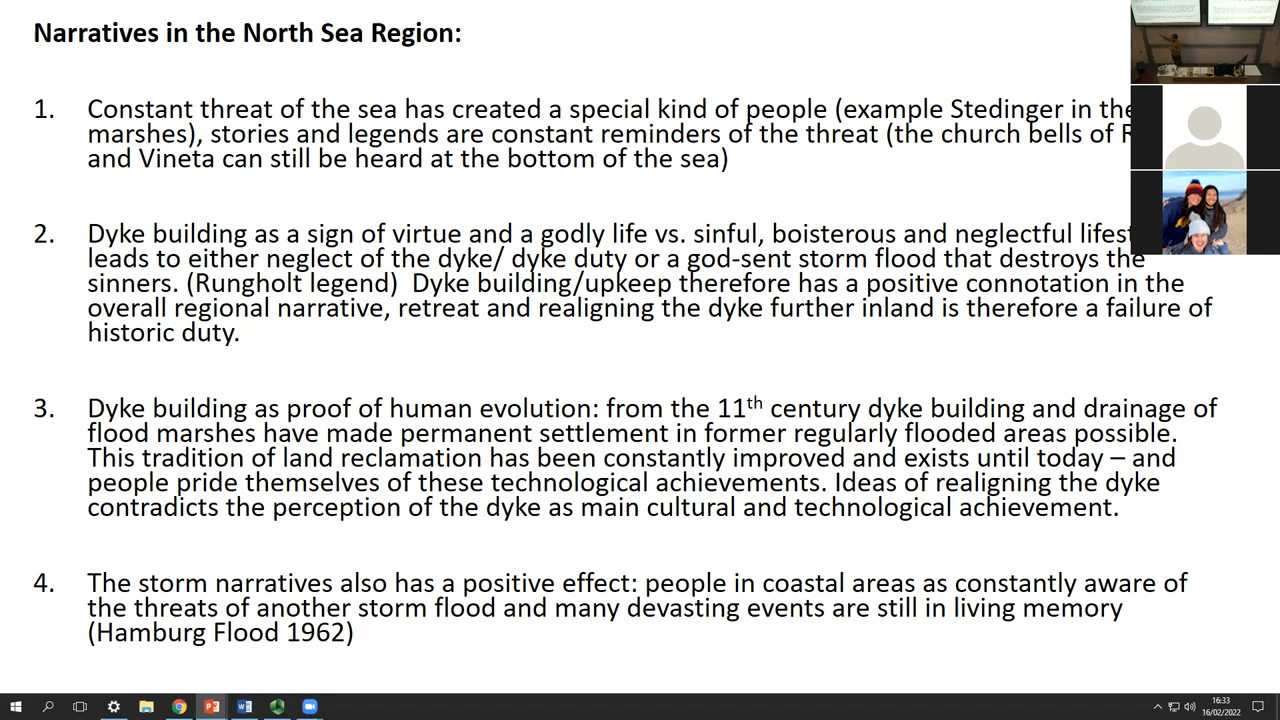 Narratives in the North Sea Region:
1. Constant threat of the sea has created a special kind of people (example Stedinger in the
marshes), stories and legends are constant reminders of the threat (the church bells of
and Vineta can still be heard at the bottom of the sea)
2. Dyke building as a sign of virtue and a godly life vs. sinful, boisterous and neglectful
leads to either neglect of the dyke/ dyke duty or a god-sent storm flood that destroys the
sinners. (Rungholt legend) Dyke building/upkeep therefore has a positive connotation in the
overall regional narrative, retreat and realigning the dyke further inland is therefore a failure of
historic duty.
3. Dyke building as proof of human evolution: from the 11th century dyke building and drainage of
flood marshes have made permanent settlement in former regularly flooded areas possible.
This tradition of land reclamation has been constantly improved and exists until today – and
people pride themselves of these technological achievements. Ideas of realigning the dyke
contradicts the perception of the dyke as main cultural and technological achievement.
4. The storm narratives also has a positive effect: people in coastal areas as constantly aware of
the threats of another storm flood and many devasting events are still in living memory
(Hamburg Flood 1962)
16:33
16/02/2022